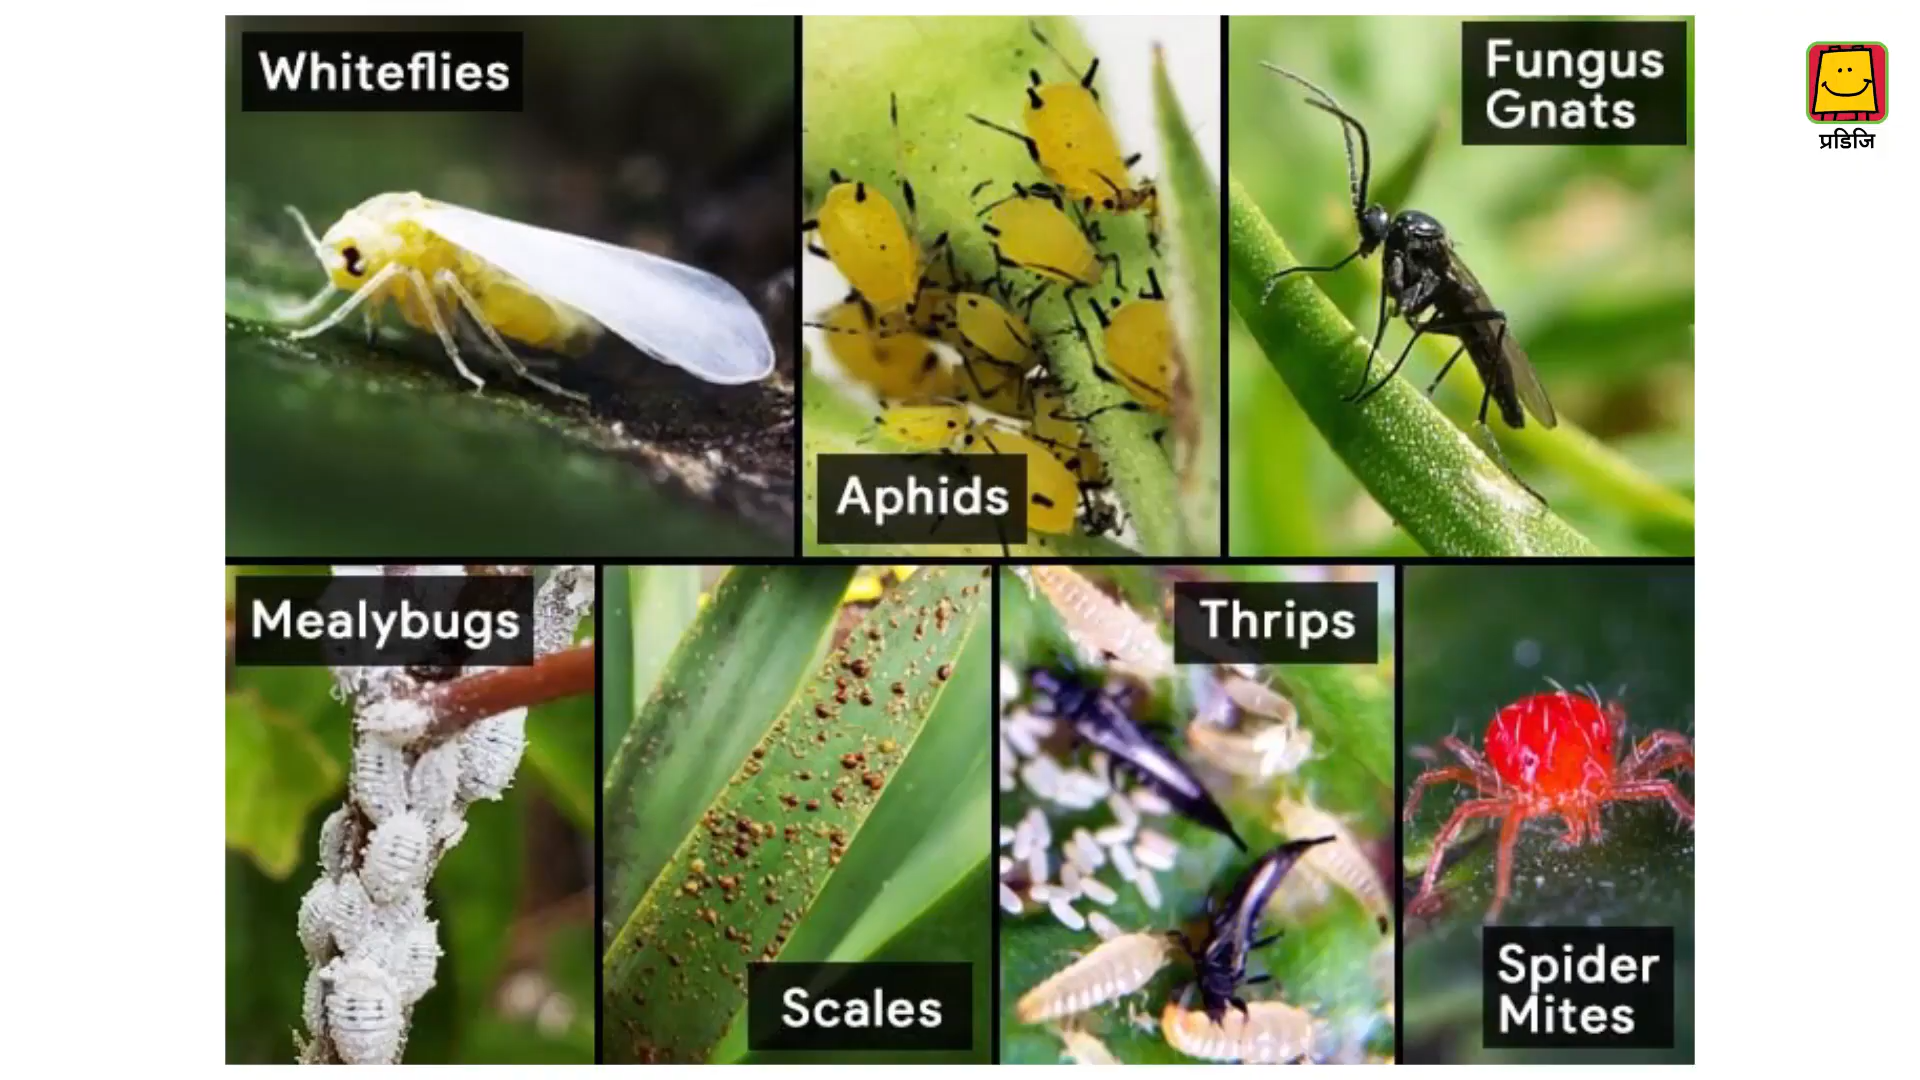 Whiteflies
Aphids
Fungus
Gnats
प्रडिजि
Mealybugs
Scales
Thrips
Spider
Mites